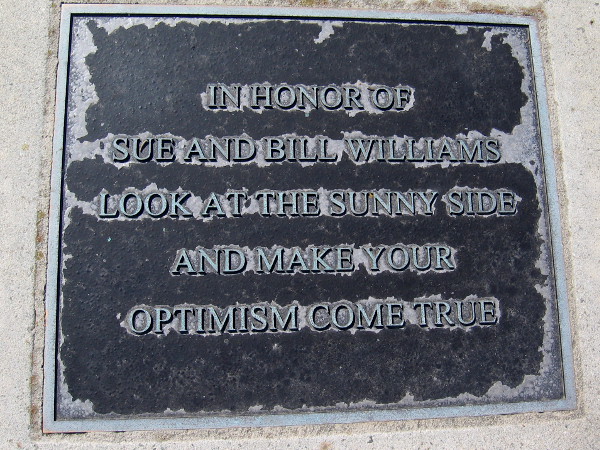 IN HONOR OF
SUE AND BILL WILLIAMS
LOOK AT THE SUNNY SIDE
AND MAKE YOUR
OPTIMISM COME TRUE